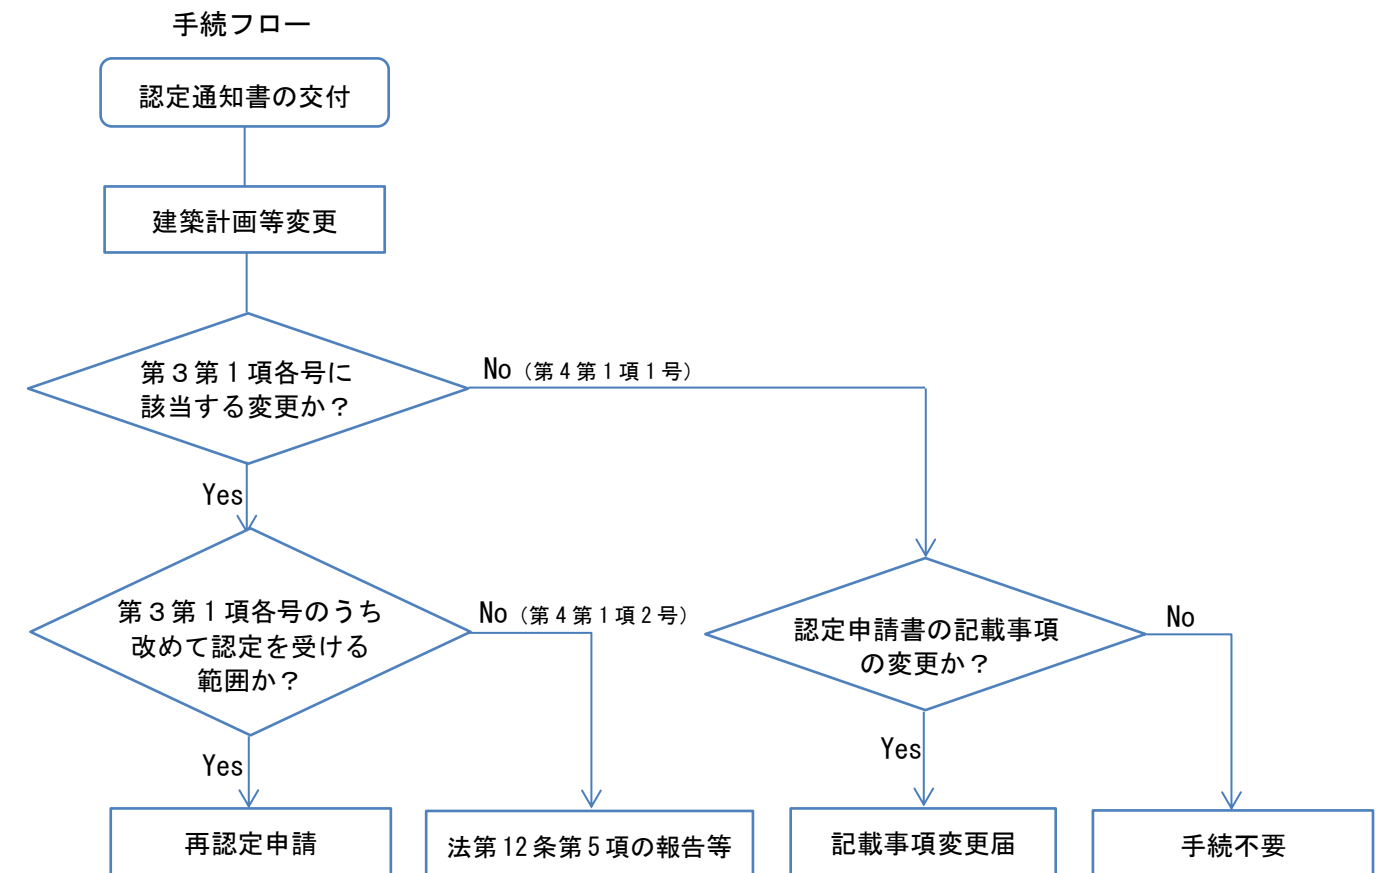 手続フロー
認定通知書の交付
建築計画等変更
第３第１項各号に
該当する変更か？
No（第４第１項１号）
Yes
第３第１項各号のうち
改めて認定を受ける
範囲か？
No（第４第１項２号）
認定申請書の記載事項
の変更か？
No
Yes
Yes
再認定申請
法第12条第5項の報告等
記載事項変更届
手続不要